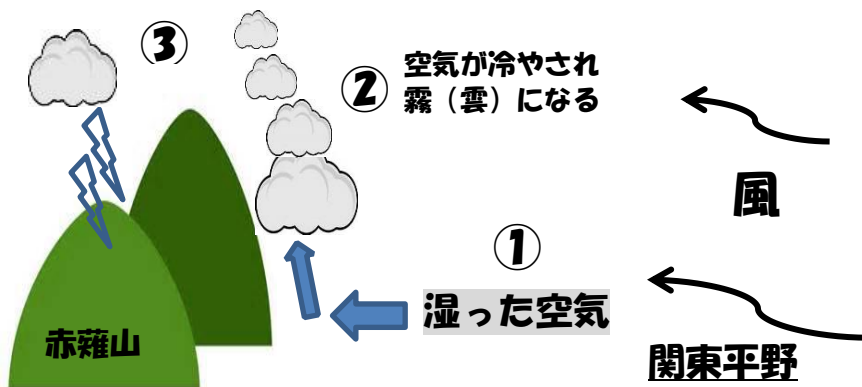 ③
②
空気が冷やされ
霧（雲）になる
風
①
湿った空気
赤薙山
関東平野